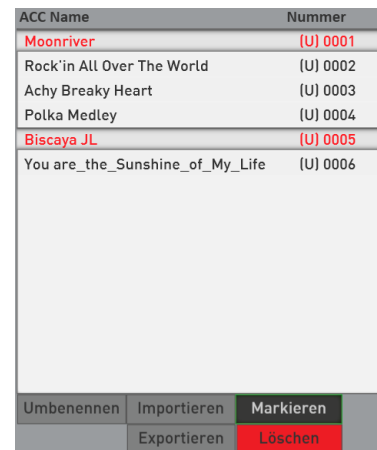 ACC Name Nummer
Moonriver (U) 0001
Rock'in All Over The World (U) 0002
Achy Breaky Heart (U) 0003
Polka Medley (U) 0004
Biscaya JL (U) 0005
You are_the_Sunshine_of_My_Life (U) 0006
Umbenennen Importieren Markieren
Exportieren Löschen